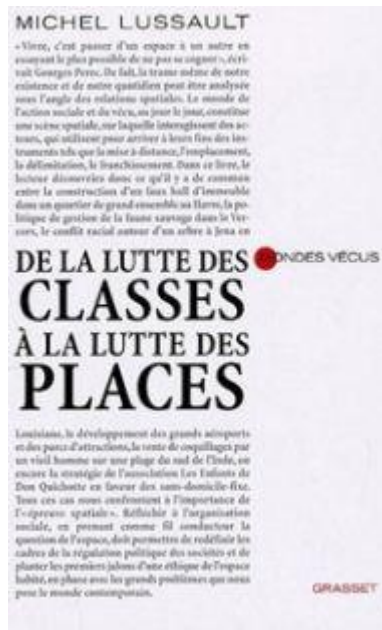 MICHEL LUSSAULT
« Vivre, c'est passer d'un espace à un autre en
essayant le plus possible de ne pas se cogner », écri-
vait Georges Perec. De fait, la trame même de notre
existence et de notre quotidien peut être analysée
sous l'angle des relations spatiales. Le monde de
l'action sociale et du vécu, au jour le jour, constitue
une scène spatiale, sur laquelle interagissent des ac-
teurs, qui utilisent pour arriver à leurs fins des ins-
truments tels que la mise à distance, l'emplacement,
la délimitation, le franchissement. Dans ce livre, le
lecteur découvrira donc ce qu'il y a de commun
entre la construction d'un faux hall d'immeuble
dans un quartier de grand ensemble au Havre, la po-
litique de gestion de la faune sauvage dans le Ver-
cors, le conflit racial autour d'un arbre à Jena en
DE LA LUTTE DES
MONDES VÉCUS
CLASSES
À LA LUTTE DES
PLACES
Louisiane, le développement des grands aéroports
et des parcs d'attractions, la vente de coquillages par
un vieil homme sur une plage du sud de l'Inde, ou
encore la stratégie de l'association Les Enfants de
Don Quichotte en faveur des sans-domicile-fixe.
Tous ces cas nous confrontent à l'importance de
l'« épreuve spatiale ». Réfléchir à l'organisation
sociale, en prenant comme fil conducteur la
question de l'espace, doit permettre de redéfinir les
cadres de la régulation politique des sociétés et de
planter les premiers jalons d'une éthique de l'espace
habité, en phase avec les grands problèmes que nous
pose le monde contemporain.
GRASSET